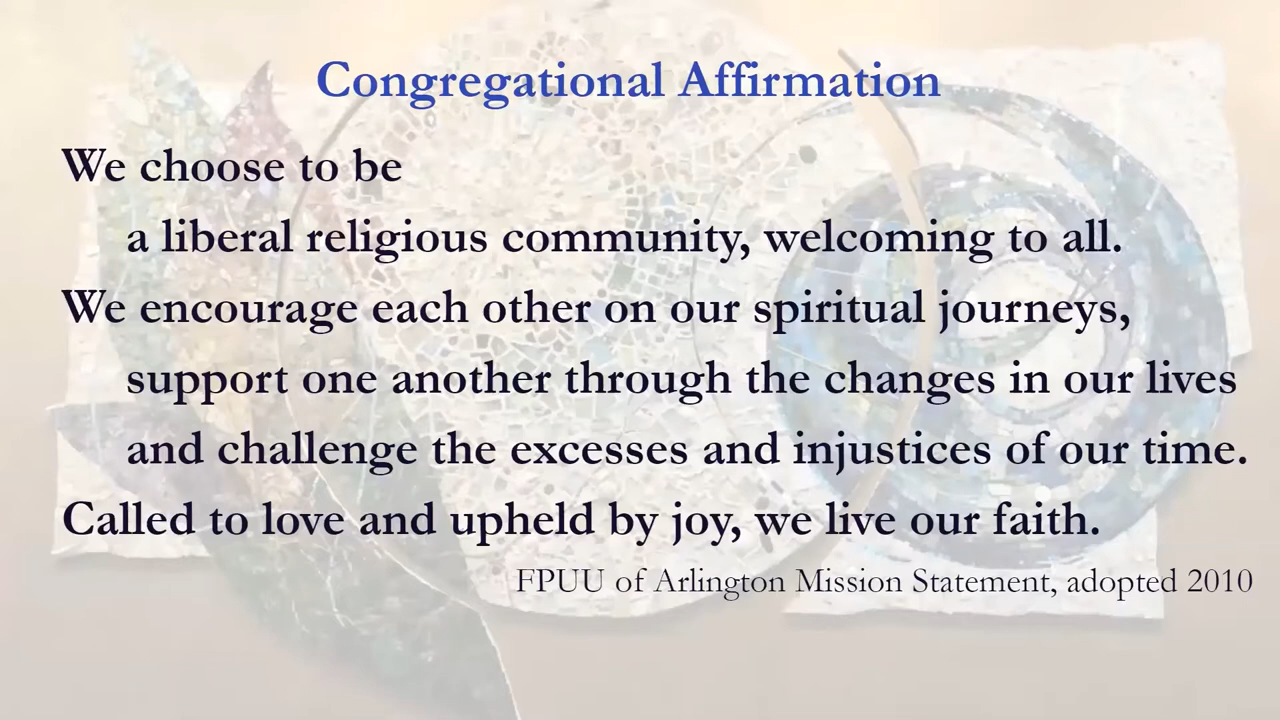 Congregational Affirmation
We choose to be
a liberal religious community, welcoming to all.
We encourage each other on our spiritual journeys,
support one another through the changes in our lives
and challenge the excesses and injustices of our time.
Called to love and upheld by joy, we live our faith.
FPUU of Arlington Mission Statement, adopted 2010